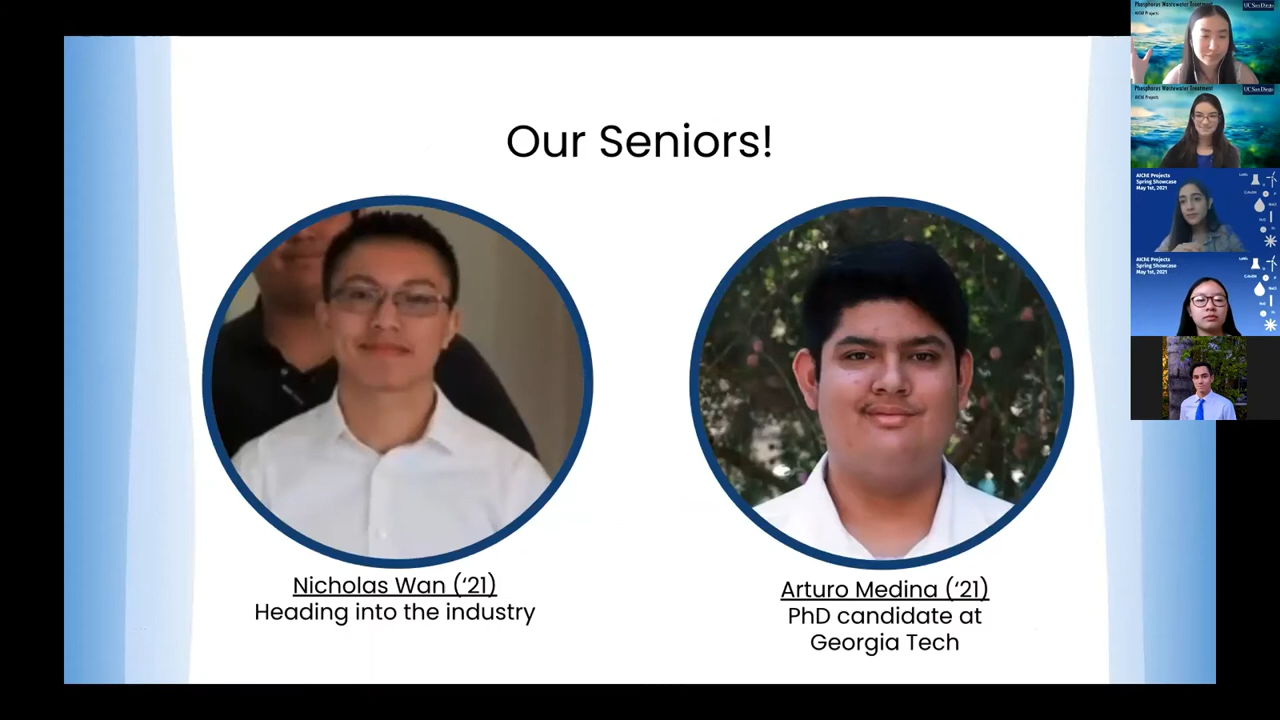 Our Seniors!
Nicholas Wan (‘21)
Heading into the industry
Arturo Medina (‘21)
PhD candidate at
Georgia Tech
Phosphorus Wastewater Treatment
AIChE Projects
UC San Diego
Phosphorus Wastewater Treatment
AIChE Projects
UC San Diego
AIChE Projects
Spring Showcase
May 1st, 2021
AIChE Projects
Spring Showcase
May 1st, 2021